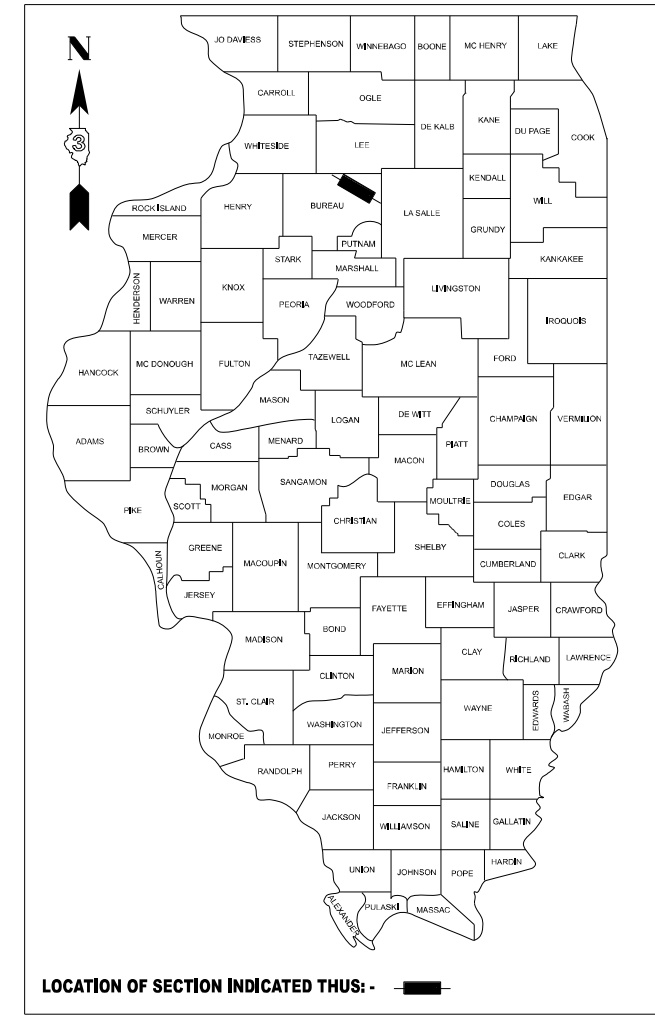 JO DAVIESS
STEPHENSON
WINNEBAGO
BOONE
MC HENRY
LAKE
N
3
CARROLL
OGLE
DE KALB
KANE
DU PAGE
COOK
WHITESIDE
LEE
KENDALL
WILL
ROCK ISLAND
HENRY
BUREAU
LA SALLE
GRUNDY
MERCER
PUTNAM
STARK
MARSHALL
KANKAKEE
HENDERSON
WARREN
KNOX
PEORIA
WOODFORD
LIVINGSTON
IROQUOIS
HANCOCK
MC DONOUGH
FULTON
TAZEWELL
MC LEAN
FORD
MASON
SCHUYLER
LOGAN
DE WITT
CHAMPAIGN
VERMILION
ADAMS
BROWN
CASS
MENARD
PIATT
MACON
PIKE
SCOTT
MORGAN
SANGAMON
MOULTRIE
DOUGLAS
EDGAR
CHRISTIAN
COLES
CALHOUN
GREENE
MACOUPIN
MONTGOMERY
SHELBY
CUMBERLAND
CLARK
JERSEY
FAYETTE
EFFINGHAM
JASPER
CRAWFORD
MADISON
BOND
CLAY
RICHLAND
LAWRENCE
CLINTON
MARION
ST. CLAIR
WAYNE
EDWARDS
WABASH
MONROE
WASHINGTON
JEFFERSON
RANDOLPH
PERRY
HAMILTON
WHITE
FRANKLIN
JACKSON
WILLIAMSON
SALINE
GALLATIN
UNION
JOHNSON
POPE
HARDIN
ALEXANDER
PULASKI
MASSAC
LOCATION OF SECTION INDICATED THUS: -